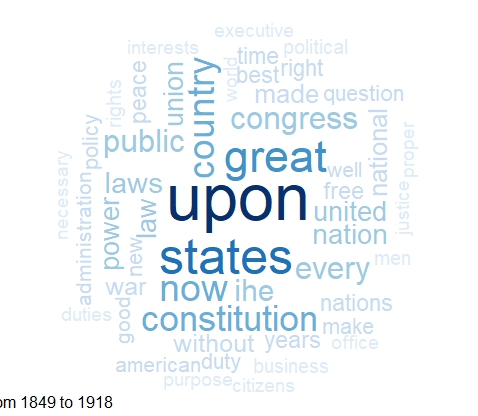 executive
interests
time
political
world
best
right
country
union
peace
rights
made
question
congress
public
policy
great
national
proper
well
necessary
laws
upon
free
justice
administration
power
law
united
nation
new
states
every
men
war
now
ihe
nations
duties
good
constitution
make
without
years
office
american
duty
business
purpose
citizens
om 1849 to 1918